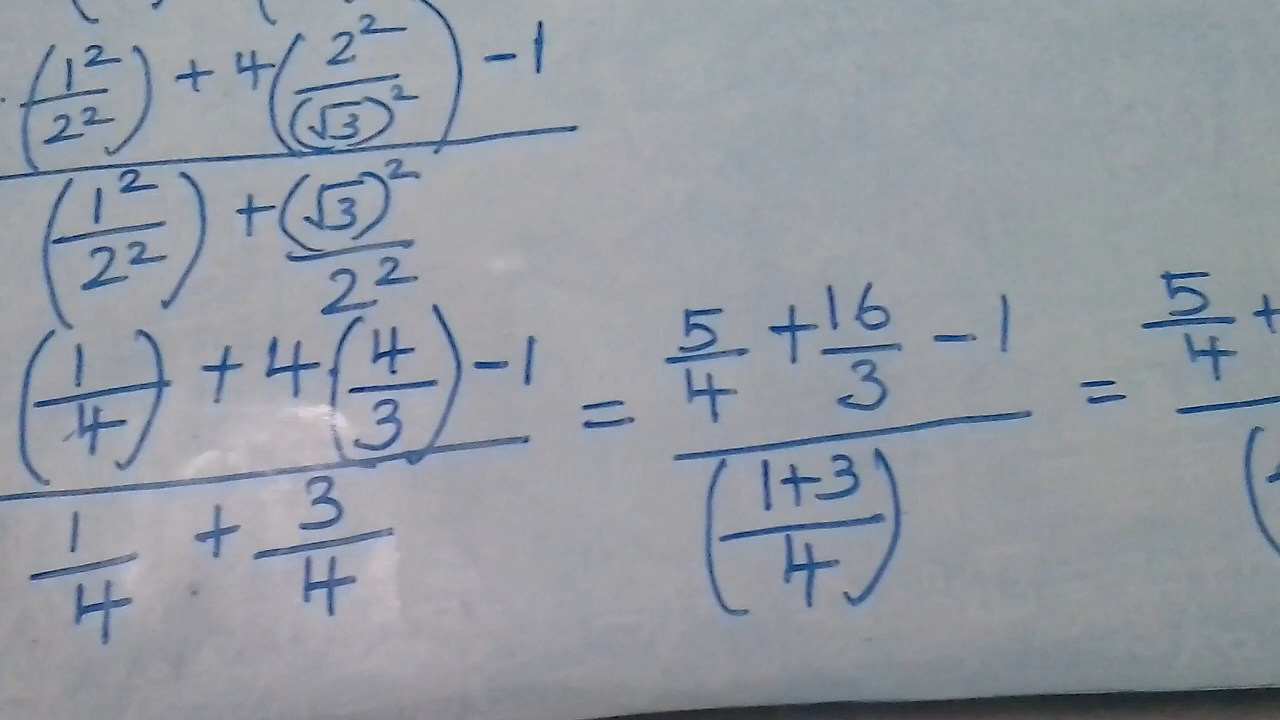 (1²/2²) + 4(2²/(√3)²) - 1
(1²/2²) + (√3)²/2²
(1/4) + 4(4/3) - 1 = 5/4 + 16/3 - 1 = 5/4 +
1/4 + 3/4 (1+3/4) (